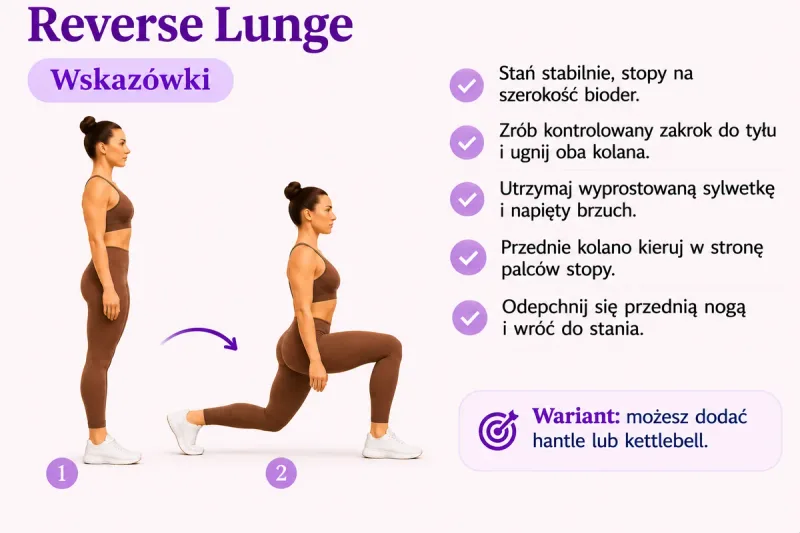 Reverse Lunge
Wskazówki
Stań stabilnie, stopy na
szerokość bioder.
Zrób kontrolowany zakrok do tyłu
i ugnij oba kolana.
Utrzymaj wyprostowaną sylwetkę
i napięty brzuch.
Przednie kolano kieruj w stronę
palców stopy.
Odepchnij się przednią nogą
i wróć do stania.
Wariant: możesz dodać
hantle lub kettlebell.
1
2